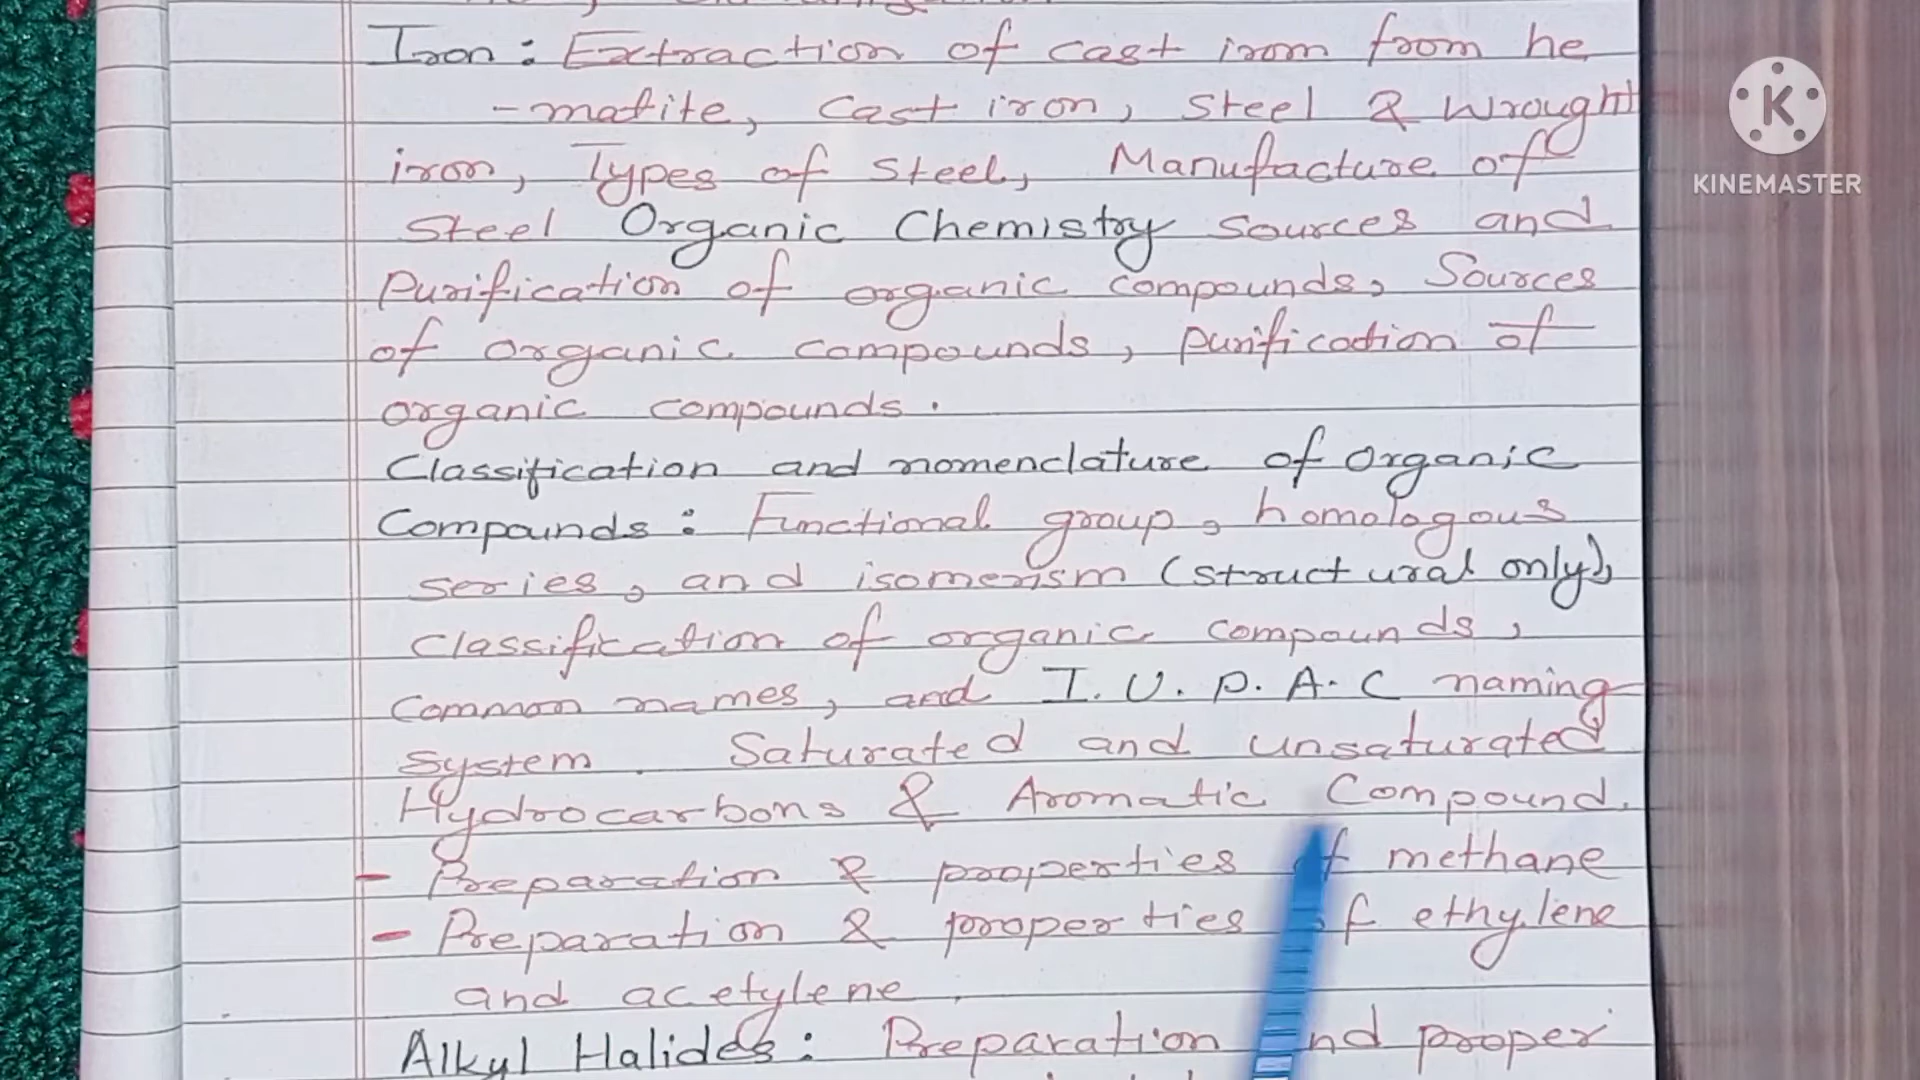 Iron: Extraction of cast iron from he
-matite, Cast iron, Steel & Wrought
iron, Types of Steel, Manufacture of
Steel Organic Chemistry Sources and
Purification of organic compounds, Sources
of organic compounds, purification of
organic compounds.
Classification and nomenclature of organic
Compounds: Functional group, homologous
series, and isomerism (structural only),
Classification of organic compounds,
Common names, and I.U.P.A.C naming
system. Saturated and unsaturated
Hydrocarbons & Aromatic Compound.
- Preparation & properties of methane
- Preparation & properties of ethylene
and acetylene.
Alkyl Halides: Preparation and proper
K
KINEMASTER